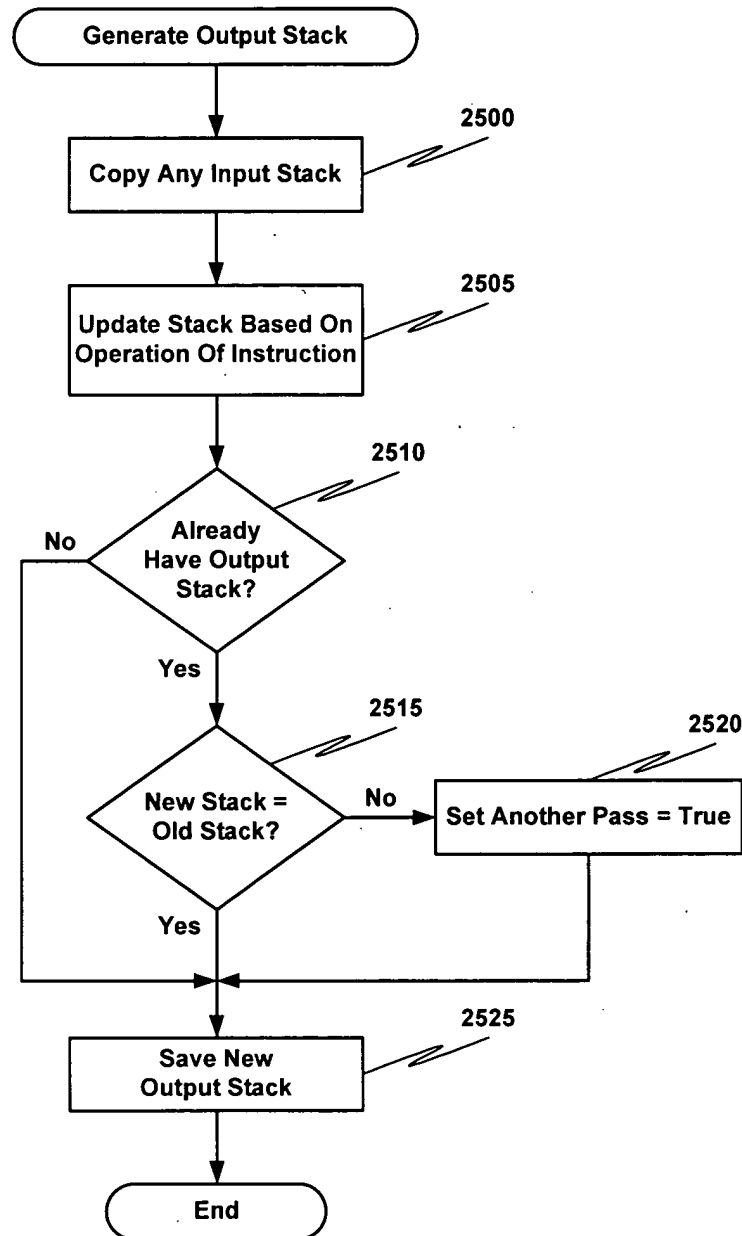 Generate Output Stack
2500
Copy Any Input Stack
2505
Update Stack Based On
Operation Of Instruction
2510
Already
Have Output
Stack?
No
Yes
2515
New Stack =
Old Stack?
No
2520
Set Another Pass = True
Yes
2525
Save New
Output Stack
End